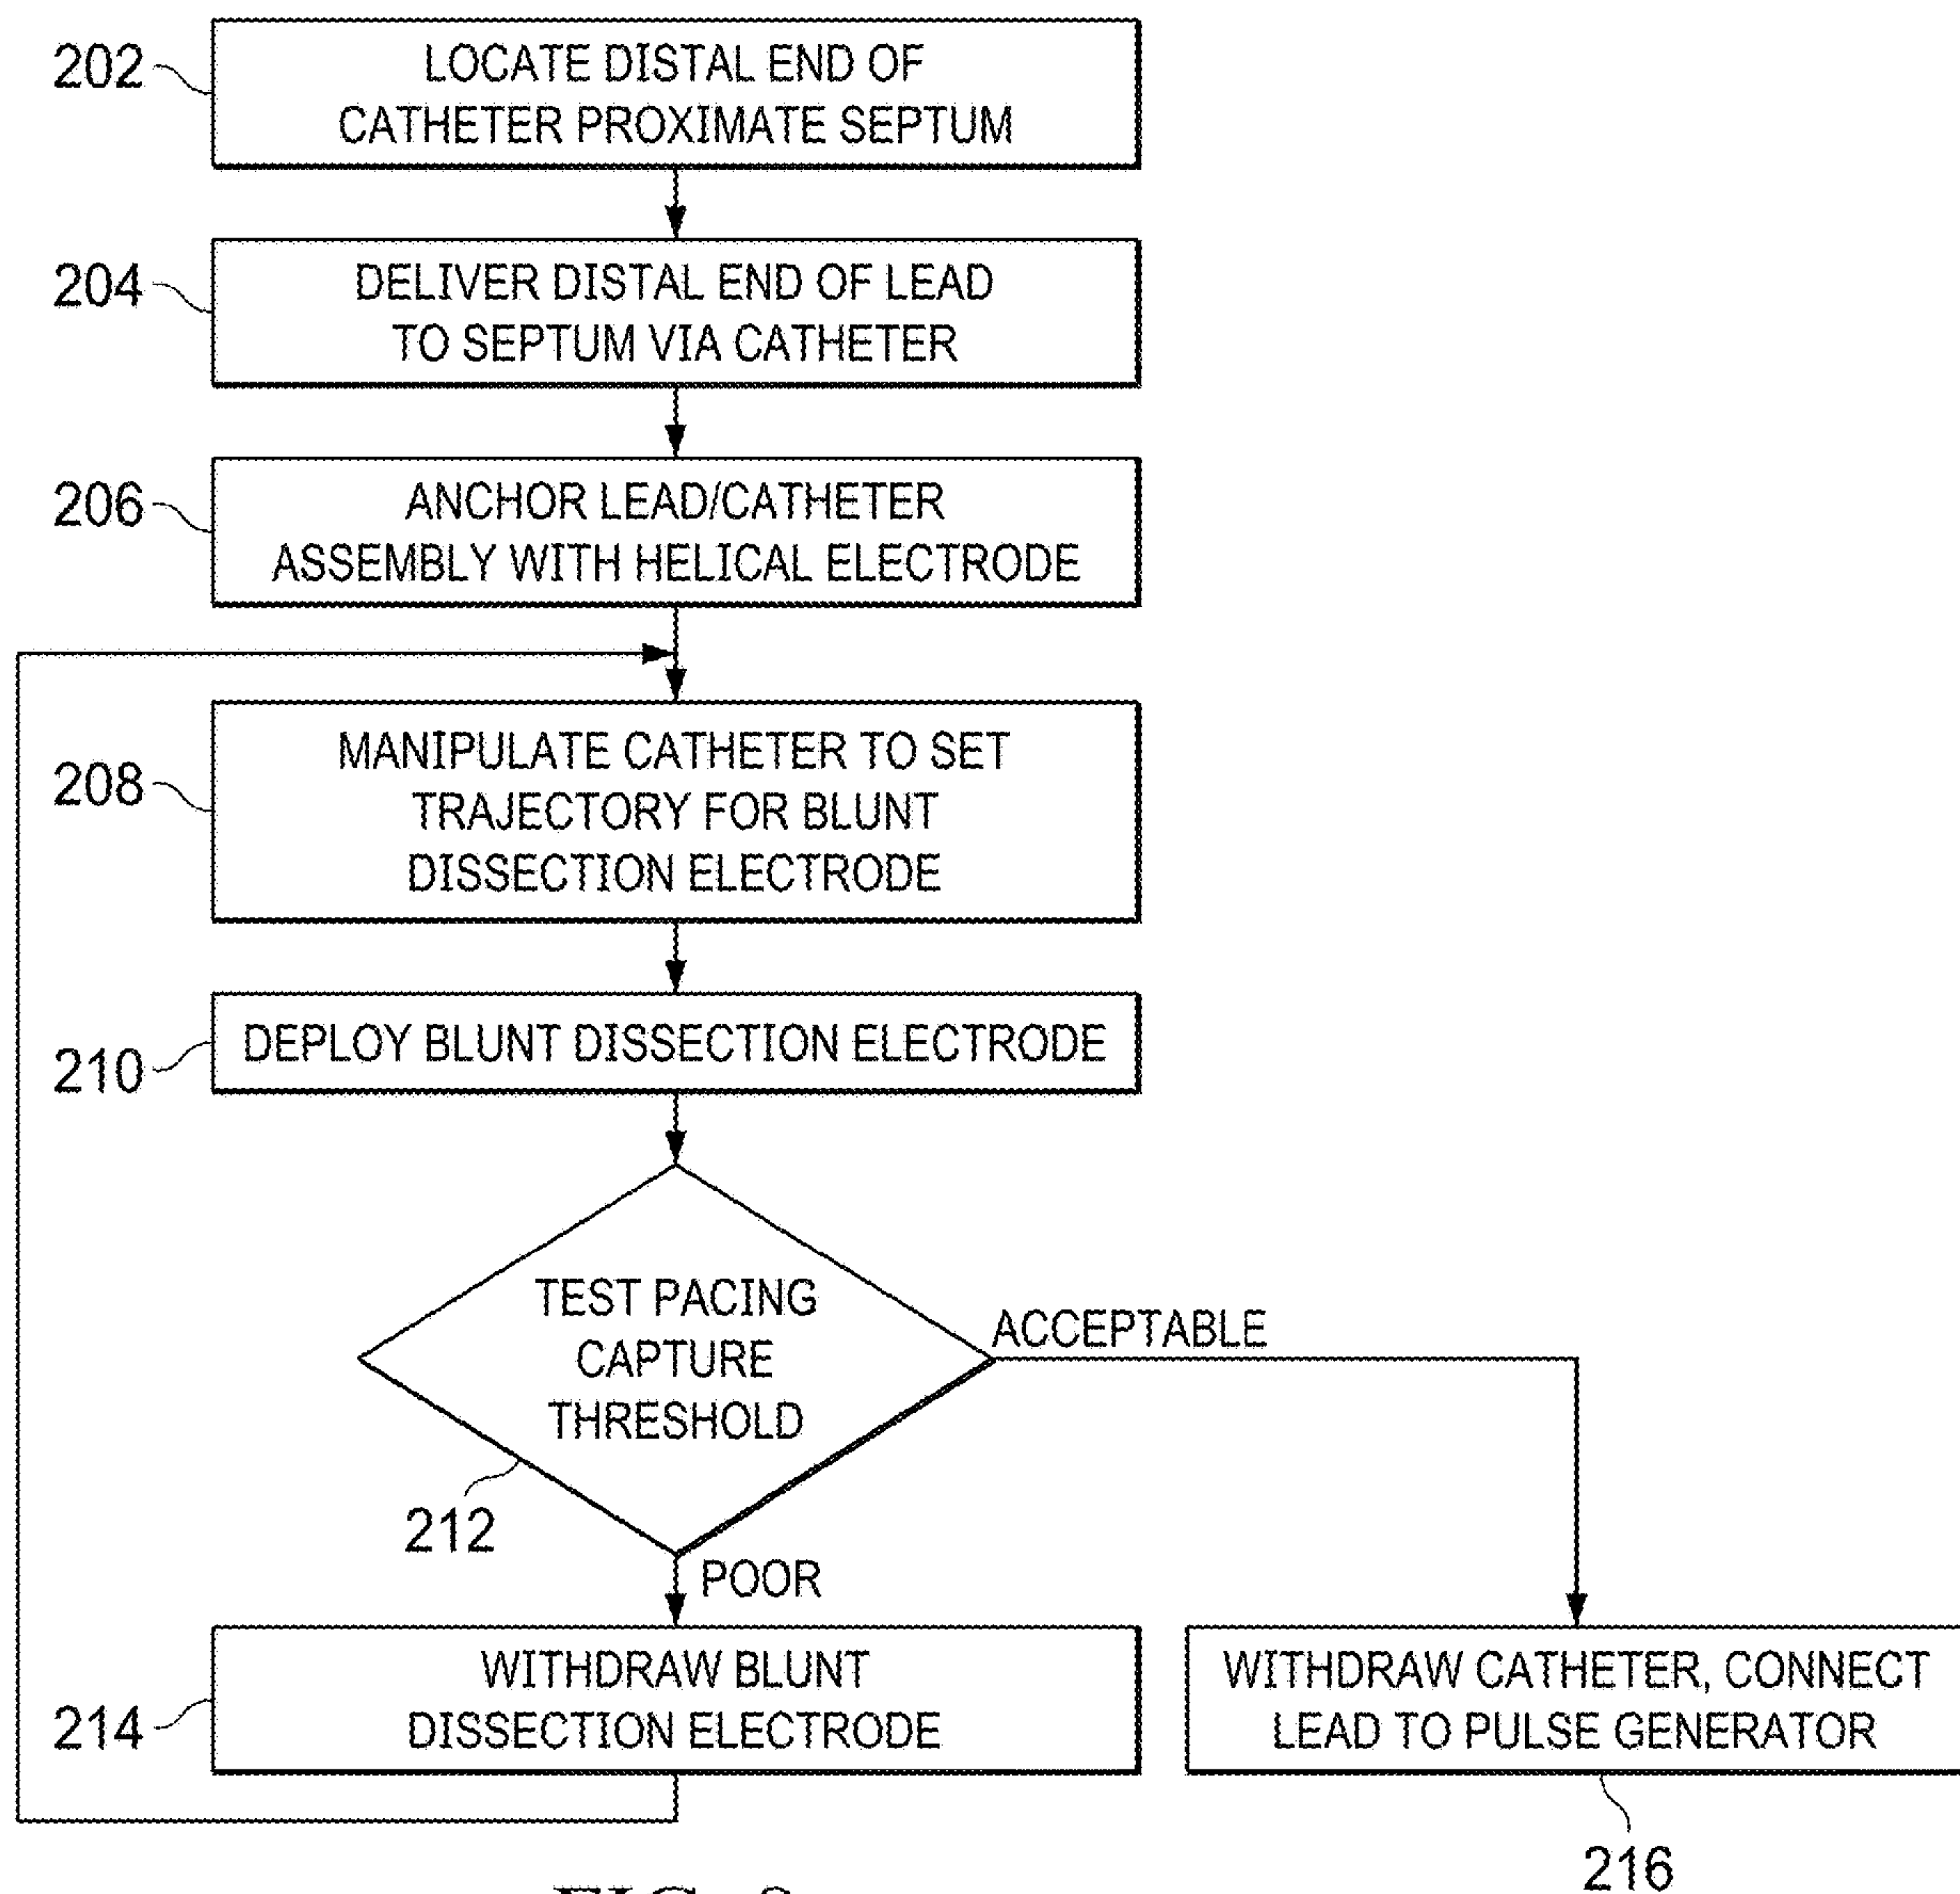 202
LOCATE DISTAL END OF
CATHETER PROXIMATE SEPTUM
204
DELIVER DISTAL END OF LEAD
TO SEPTUM VIA CATHETER
206
ANCHOR LEAD/CATHETER
ASSEMBLY WITH HELICAL ELECTRODE
208
MANIPULATE CATHETER TO SET
TRAJECTORY FOR BLUNT
DISSECTION ELECTRODE
210
DEPLOY BLUNT DISSECTION ELECTRODE
TEST PACING
CAPTURE
THRESHOLD
212
ACCEPTABLE
POOR
214
WITHDRAW BLUNT
DISSECTION ELECTRODE
WITHDRAW CATHETER, CONNECT
LEAD TO PULSE GENERATOR
216